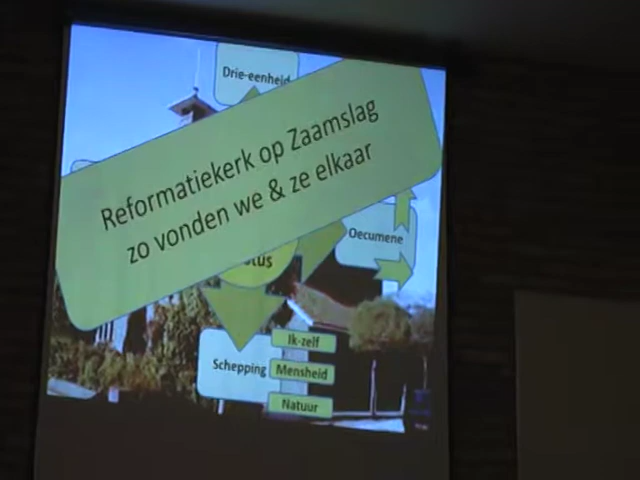 Drie-eenheid
Reformatiekerk op Zaamslag
zo vonden we & ze elkaar
Oecumene
Ik-zelf
Schepping
Mensheid
Natuur